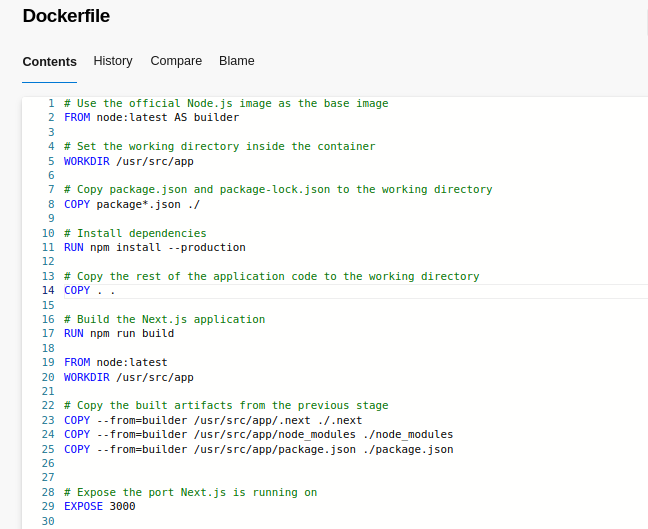 Dockerfile
Contents History Compare Blame
1 # Use the official Node.js image as the base image
2 FROM node:latest AS builder
3
4 # Set the working directory inside the container
5 WORKDIR /usr/src/app
6
7 # Copy package.json and package-lock.json to the working directory
8 COPY package*.json ./
9
10 # Install dependencies
11 RUN npm install --production
12
13 # Copy the rest of the application code to the working directory
14 COPY . .
15
16 # Build the Next.js application
17 RUN npm run build
18
19 FROM node:latest
20 WORKDIR /usr/src/app
21
22 # Copy the built artifacts from the previous stage
23 COPY --from=builder /usr/src/app/.next ./.next
24 COPY --from=builder /usr/src/app/node_modules ./node_modules
25 COPY --from=builder /usr/src/app/package.json ./package.json
26
27
28 # Expose the port Next.js is running on
29 EXPOSE 3000
30